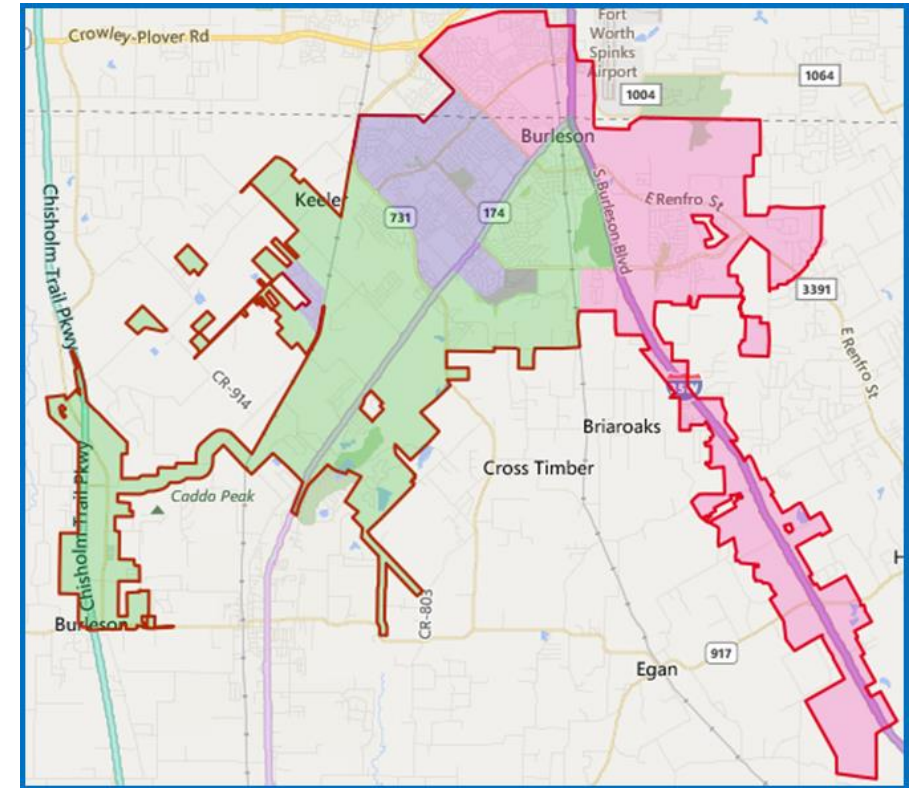 Crowley-Plover Rd
Fort
Worth
Spinks
Airport
1064
1004
Burleson
Chisholm Trail Pkwy
Keeler
731
174
S Burleson Blvd
E Renfro St
3391
E Renfro St
CR-914
Briaroaks
Chisholm Trail Pkwy
Cross Timber
Caddo Peak
H
CR-803
Burleson
917
Egan